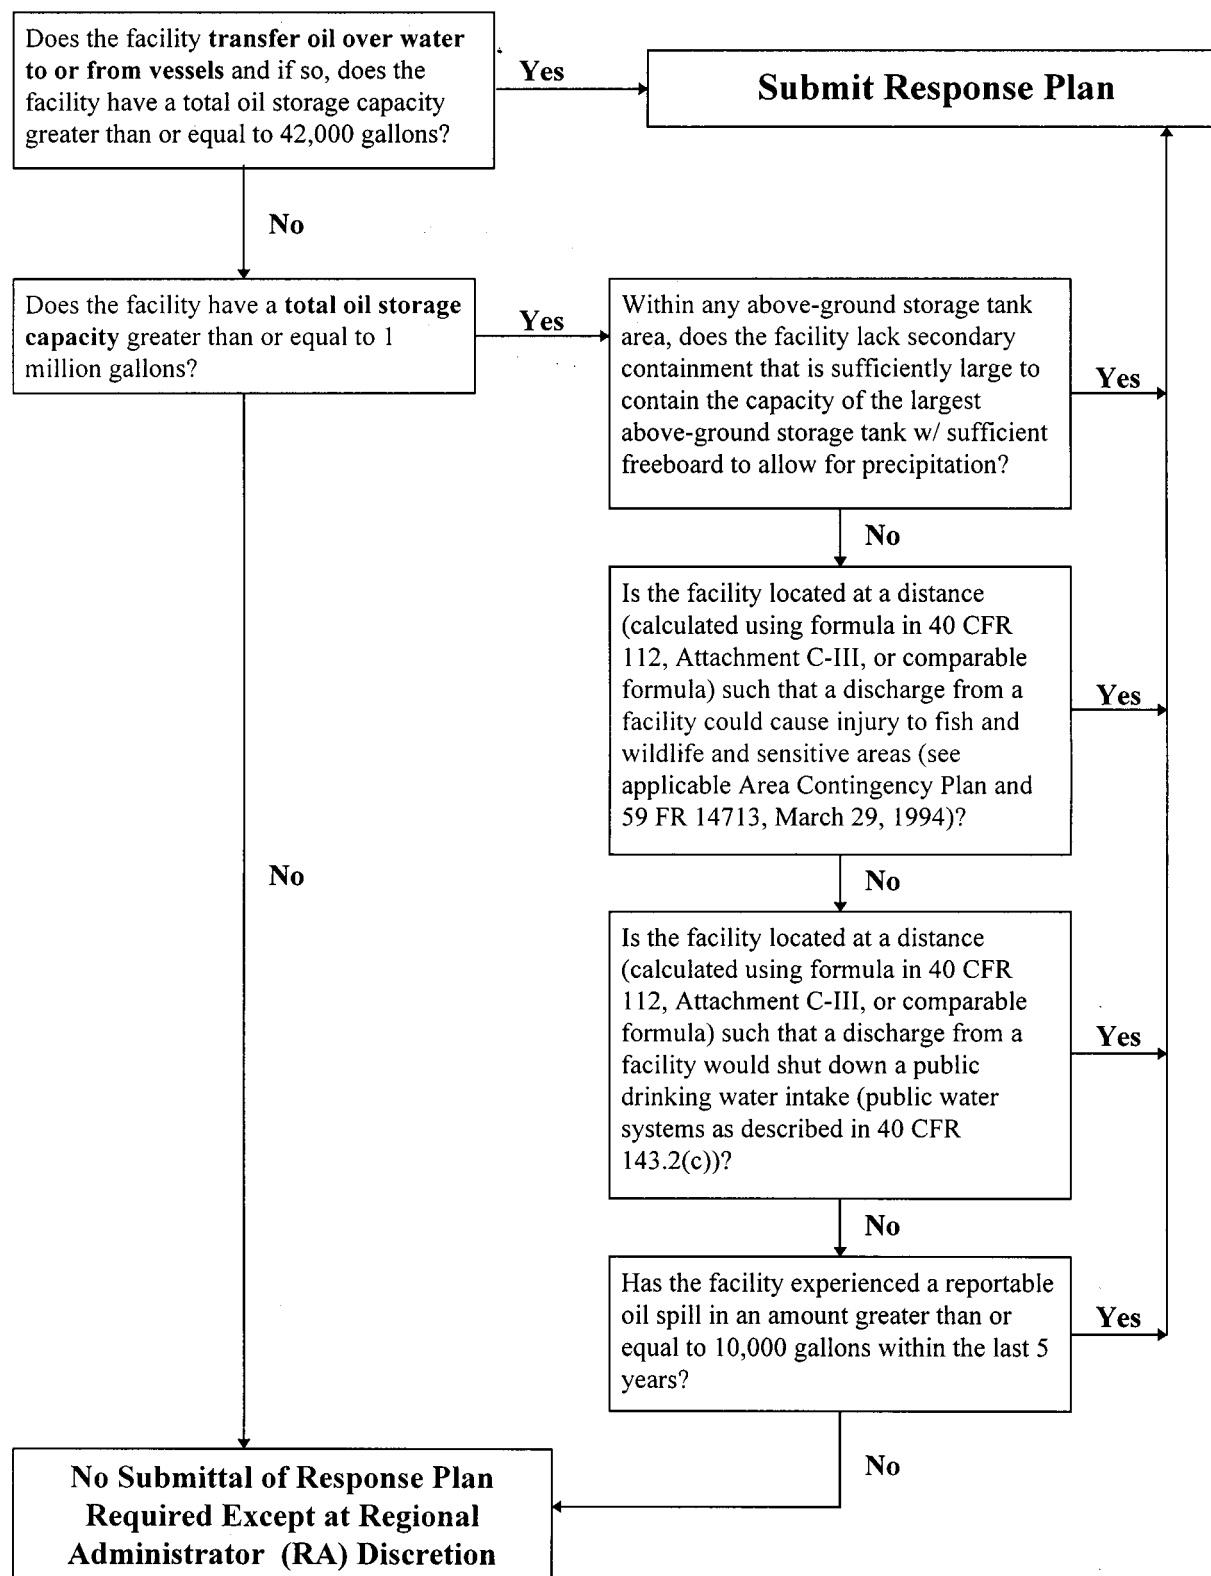 Does the facility transfer oil over water
to or from vessels and if so, does the
facility have a total oil storage capacity
greater than or equal to 42,000 gallons?
Yes
Submit Response Plan
No
Does the facility have a total oil storage
capacity greater than or equal to 1
million gallons?
Yes
Within any above-ground storage tank
area, does the facility lack secondary
containment that is sufficiently large to
contain the capacity of the largest
above-ground storage tank w/ sufficient
freeboard to allow for precipitation?
Yes
No
Is the facility located at a distance
(calculated using formula in 40 CFR
112, Attachment C-III, or comparable
formula) such that a discharge from a
facility could cause injury to fish and
wildlife and sensitive areas (see
applicable Area Contingency Plan and
59 FR 14713, March 29, 1994)?
Yes
No
No
Is the facility located at a distance
(calculated using formula in 40 CFR
112, Attachment C-III, or comparable
formula) such that a discharge from a
facility would shut down a public
drinking water intake (public water
systems as described in 40 CFR
143.2(c))?
Yes
No
Has the facility experienced a reportable
oil spill in an amount greater than or
equal to 10,000 gallons within the last 5
years?
Yes
No
No Submittal of Response Plan
Required Except at Regional
Administrator (RA) Discretion